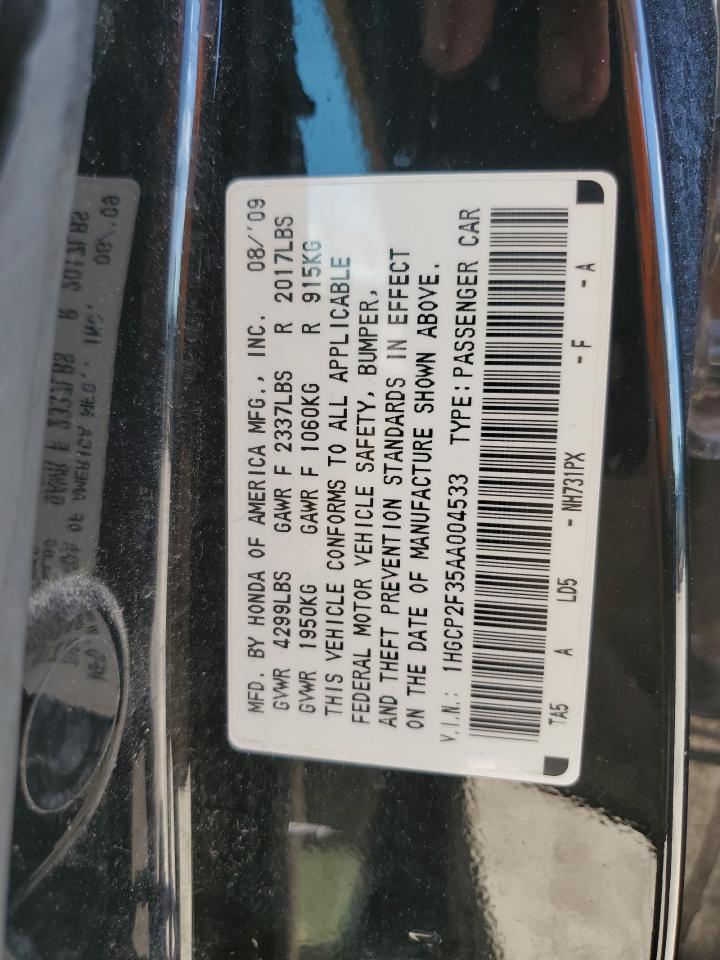 MFD. BY HONDA OF AMERICA MFG., INC. 08/'09
GVWR 4299LBS GAWR F 2337LBS R 2017LBS
GVWR 1950KG GAWR F 1060KG R 915KG
THIS VEHICLE CONFORMS TO ALL APPLICABLE
FEDERAL MOTOR VEHICLE SAFETY, BUMPER,
AND THEFT PREVENTION STANDARDS IN EFFECT
ON THE DATE OF MANUFACTURE SHOWN ABOVE.
V.I.N.: 1HGCP2F35AA004533 TYPE: PASSENGER CAR
TA5 A LD5 - NH731PX - F - A